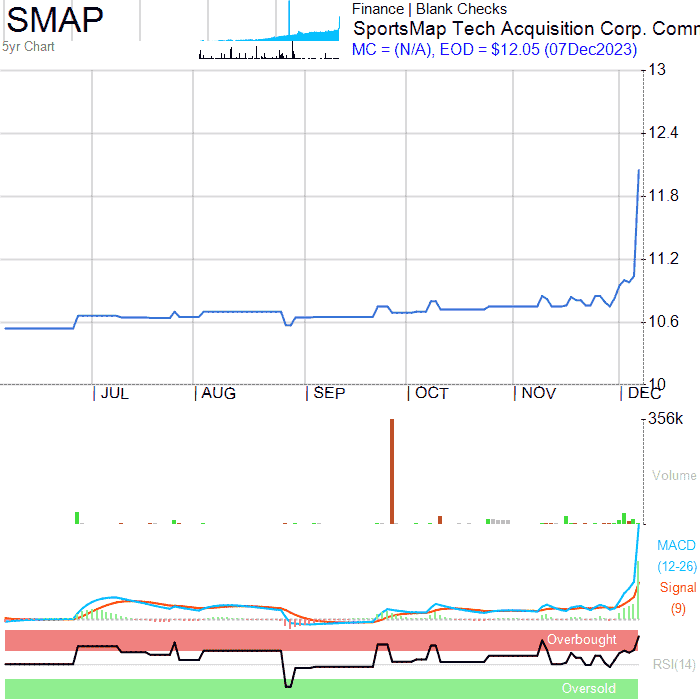 SMAP
Finance | Blank Checks
SportsMap Tech Acquisition Corp. Comm
5yr Chart
MC = (N/A), EOD = $12.05 (07Dec2023)
13
12.4
11.8
11.2
10.6
10
JUL AUG SEP OCT NOV DEC
356k
Volume
MACD
(12-26)
Signal
(9)
Overbought
RSI(14)
Oversold